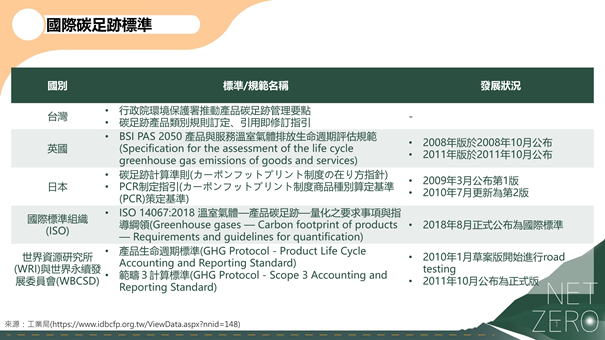 國際碳足跡標準
國別
標準/規範名稱
發展狀況
台灣
• 行政院環境保護署推動產品碳足跡管理要點
• 碳足跡產品類別規則訂定、引用即修訂指引
-
英國
• BSI PAS 2050 產品與服務溫室氣體排放生命週期評估規範
(Specification for the assessment of the life cycle
greenhouse gas emissions of goods and services)
• 2008年版於2008年10月公布
• 2011年版於2011年10月公布
日本
• 碳足跡計算準則(カーボンフットプリント制度の在り方指針)
• PCR制定指引(カーボンフットプリント制度商品種別算定基準
(PCR)策定基準)
• 2009年3月公布第1版
• 2010年7月更新為第2版
國際標準組織
(ISO)
• ISO 14067:2018 溫室氣體—產品碳足跡—量化之要求事項與指
導綱領(Greenhouse gases — Carbon footprint of products
— Requirements and guidelines for quantification)
• 2018年8月正式公布為國際標準
世界資源研究所
(WRI)與世界永續發
展委員會(WBCSD)
• 產品生命週期標準(GHG Protocol - Product Life Cycle
Accounting and Reporting Standard)
• 範疇３計算標準(GHG Protocol - Scope 3 Accounting and
Reporting Standard)
• 2010年1月草案版開始進行road
testing
• 2011年10月公布為正式版
NET
ZERO
來源：工業局(https://www.idbcfp.org.tw/ViewData.aspx?nnid=148)